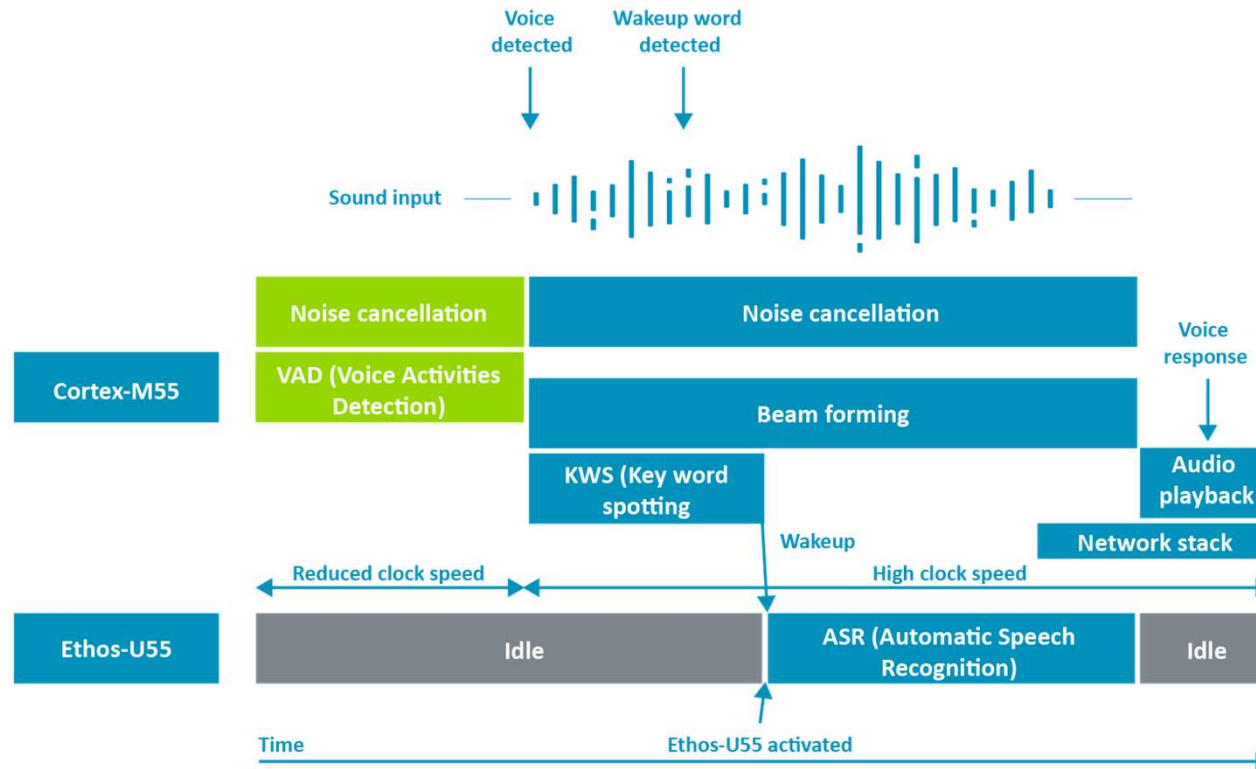 Voice
detected
Wakeup word
detected
Sound input
Noise cancellation
Noise cancellation
Voice
response
Cortex-M55
VAD (Voice Activities
Detection)
Beam forming
KWS (Key word
spotting
Audio
playback
Wakeup
Network stack
Reduced clock speed
High clock speed
Ethos-U55
Idle
ASR (Automatic Speech
Recognition)
Idle
Time
Ethos-U55 activated